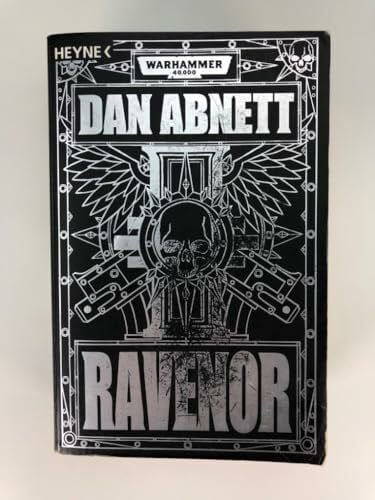 HEYNE<
WARHAMMER
40.000
DAN ABNETT
RAVENOR